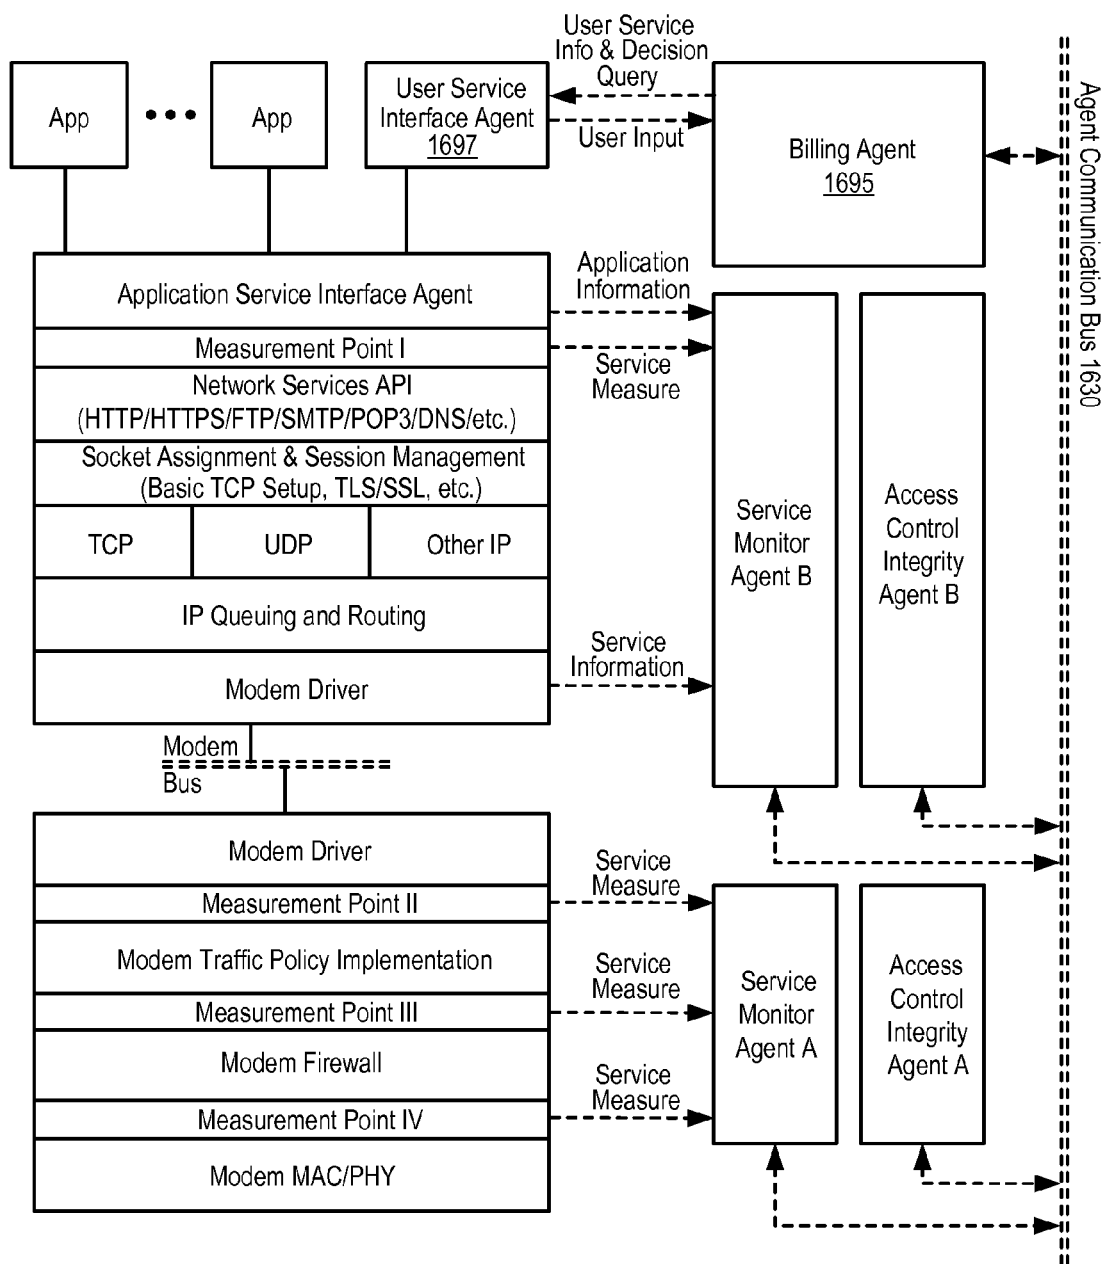 User Service
Info & Decision
Query
App
App
User Service
Interface Agent
1697
User Input
Billing Agent
1695
Agent Communication Bus 1630
Application Service Interface Agent
Application
Information
Measurement Point I
Service
Measure
Network Services API
(HTTP/HTTPS/FTP/SMTP/POP3/DNS/etc.)
Socket Assignment & Session Management
(Basic TCP Setup, TLS/SSL, etc.)
TCP
UDP
Other IP
Service
Monitor
Agent B
Access
Control
Integrity
Agent B
IP Queuing and Routing
Service
Information
Modem Driver
Modem
Bus
Modem Driver
Service
Measure
Measurement Point II
Modem Traffic Policy Implementation
Service
Measure
Measurement Point III
Service
Monitor
Agent A
Access
Control
Integrity
Agent A
Modem Firewall
Service
Measure
Measurement Point IV
Modem MAC/PHY